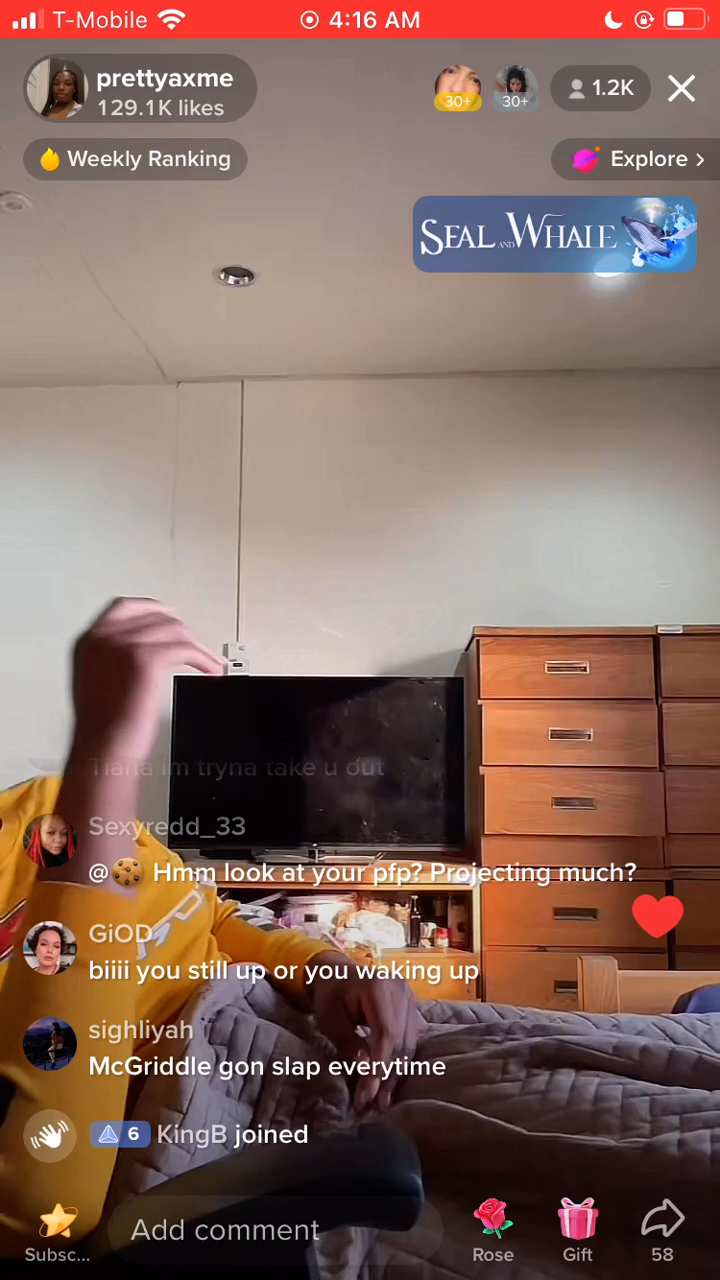 T-Mobile
4:16 AM
prettyaxme
129.1K likes
30+
30+
1.2K
Weekly Ranking
Explore >
SEAL AND WHALE
Tiana im tryna take u out
Sexyredd_33
@🍪 Hmm look at your pfp? Projecting much?
GiOD
biiii you still up or you waking up
sighliyah
McGriddle gon slap everytime
6 KingB joined
Add comment
Subsc...
Rose
Gift
58